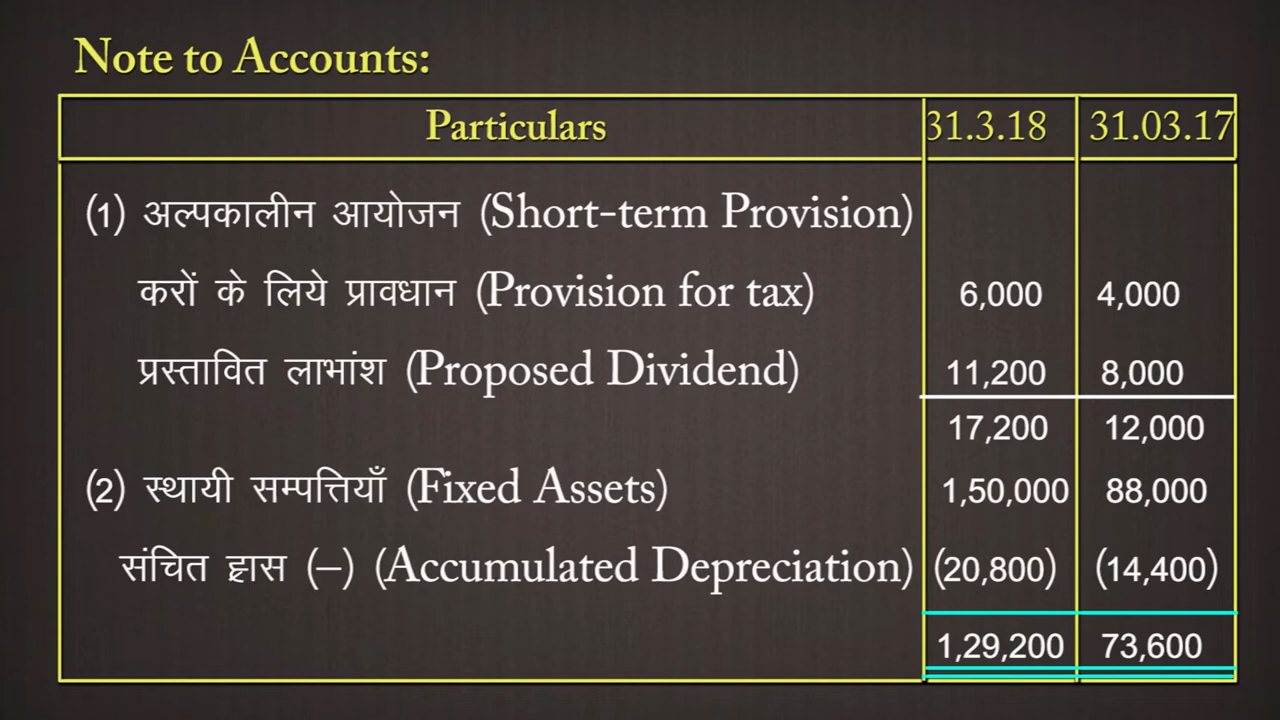 Note to Accounts:
Particulars 31.3.18 31.03.17
(1) अल्पकालीन आयोजन (Short-term Provision)
करों के लिये प्रावधान (Provision for tax) 6,000 4,000
प्रस्तावित लाभांश (Proposed Dividend) 11,200 8,000
17,200 12,000
(2) स्थायी सम्पत्तियाँ (Fixed Assets) 1,50,000 88,000
संचित ह्रास (–) (Accumulated Depreciation) (20,800) (14,400)
1,29,200 73,600